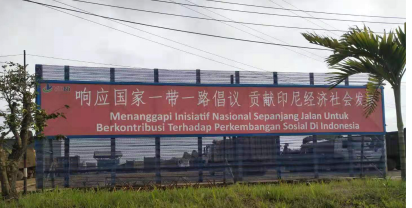 响应国家一带一路倡议 贡献印尼经济社会发展
Menanggapi Inisiatif Nasional Sepanjang Jalan Untuk
Berkontribusi Terhadap Perkembangan Sosial Di Indonesia